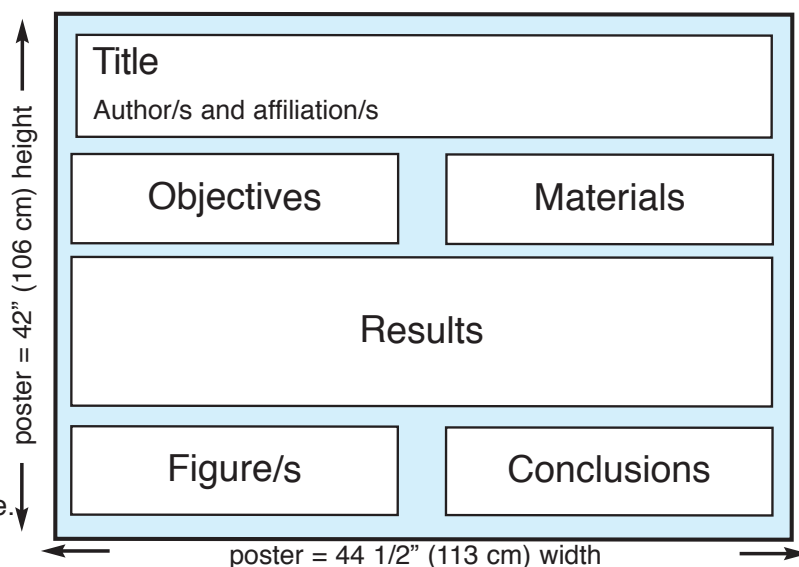 Title
Author/s and affiliation/s
Objectives
Materials
Results
Figure/s
Conclusions
poster = 42” (106 cm) height
e.
poster = 44 1/2” (113 cm) width